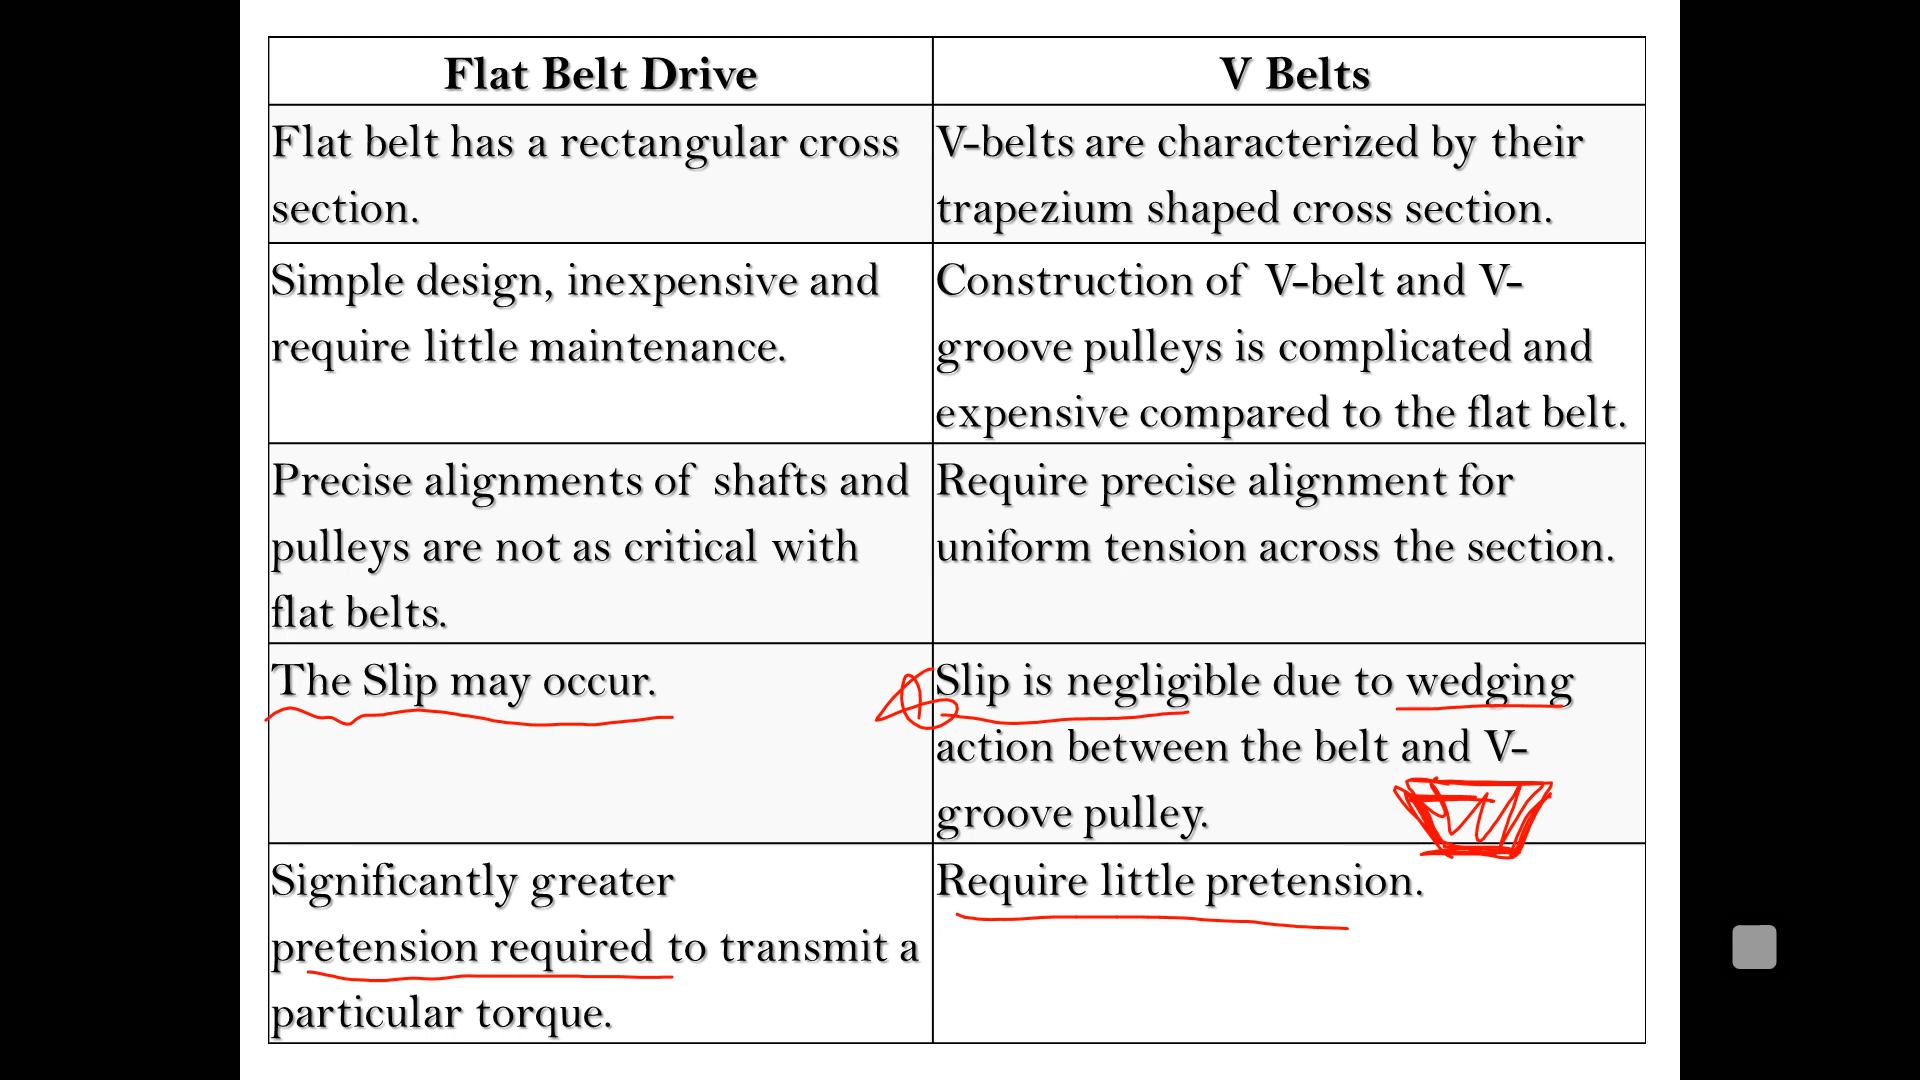 Flat Belt Drive
V Belts
Flat belt has a rectangular cross
section.
V-belts are characterized by their
trapezium shaped cross section.
Simple design, inexpensive and
require little maintenance.
Construction of V-belt and V-
groove pulleys is complicated and
expensive compared to the flat belt.
Precise alignments of shafts and
pulleys are not as critical with
flat belts.
Require precise alignment for
uniform tension across the section.
The Slip may occur.
Slip is negligible due to wedging
action between the belt and V-
groove pulley.
Significantly greater
pretension required to transmit a
particular torque.
Require little pretension.